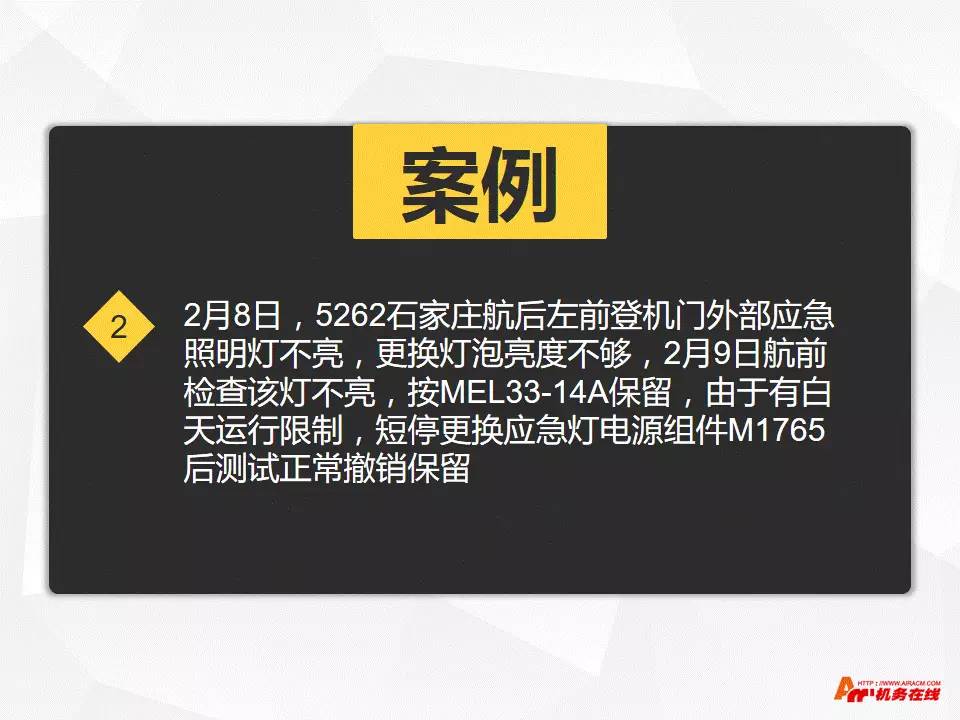 案例
2
2月8日，5262石家庄航后左前登机门外部应急
照明灯不亮，更换灯泡亮度不够，2月9日航前
检查该灯不亮，按MEL33-14A保留，由于有白
天运行限制，短停更换应急灯电源组件M1765
后测试正常撤销保留
HTTP://WWW.AIRACM.COM
机务在线